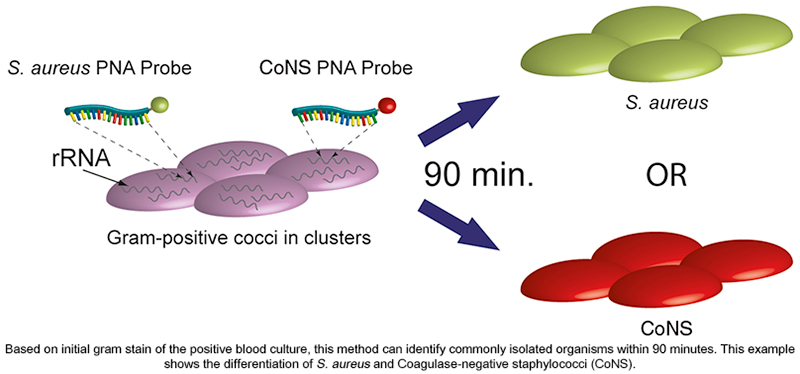 S. aureus PNA Probe
CoNS PNA Probe
rRNA
Gram-positive cocci in clusters
90 min.
S. aureus
OR
CoNS
Based on initial gram stain of the positive blood culture, this method can identify commonly isolated organisms within 90 minutes. This example
shows the differentiation of S. aureus and Coagulase-negative staphylococci (CoNS).